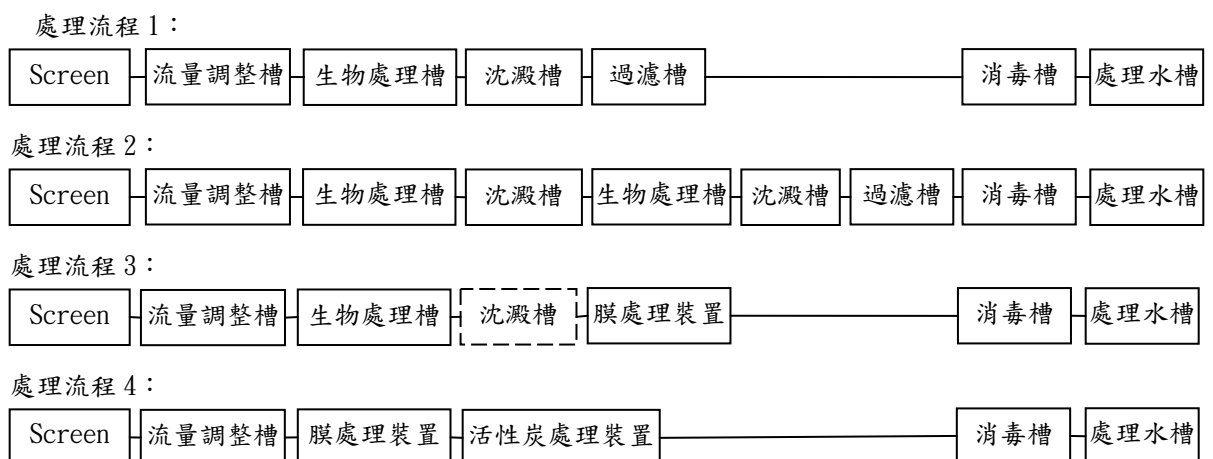 處理流程 1：
Screen 流量調整槽 生物處理槽 沈澱槽 過濾槽 消毒槽 處理水槽
處理流程 2：
Screen 流量調整槽 生物處理槽 沈澱槽 生物處理槽 沈澱槽 過濾槽 消毒槽 處理水槽
處理流程 3：
Screen 流量調整槽 生物處理槽 沈澱槽 膜處理裝置 消毒槽 處理水槽
處理流程 4：
Screen 流量調整槽 膜處理裝置 活性炭處理裝置 消毒槽 處理水槽